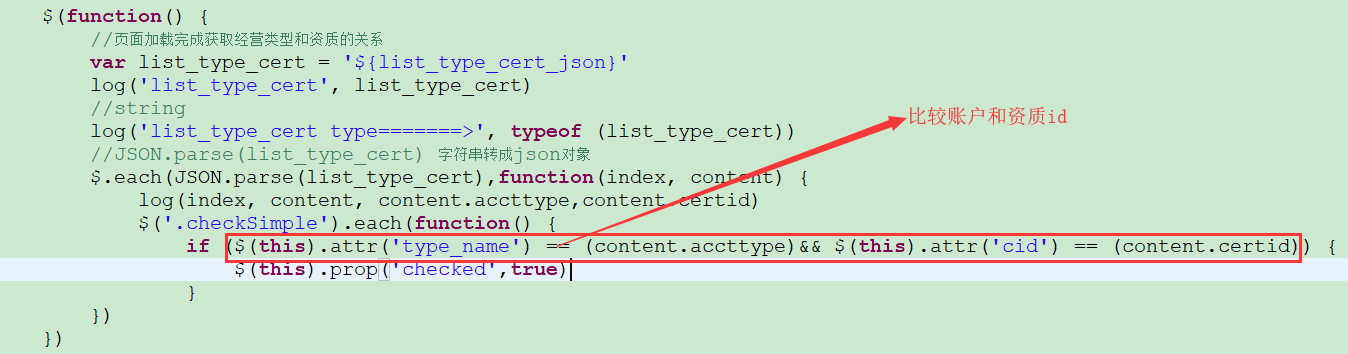 $(function() {
//页面加载完成获取经营类型和资质的关系
var list_type_cert = '${list_type_cert_json}'
log('list_type_cert', list_type_cert)
//string
log('list_type_cert type=======>', typeof (list_type_cert))
//JSON.parse(list_type_cert) 字符串转成json对象
$.each(JSON.parse(list_type_cert),function(index, content) {
log(index, content, content.accttype,content.certid)
$('.checkSimple').each(function() {
if ($(this).attr('type_name') == (content.accttype)&& $(this).attr('cid') == (content.certid)) {
$(this).prop('checked',true)
}
})
})
比较账户和资质id